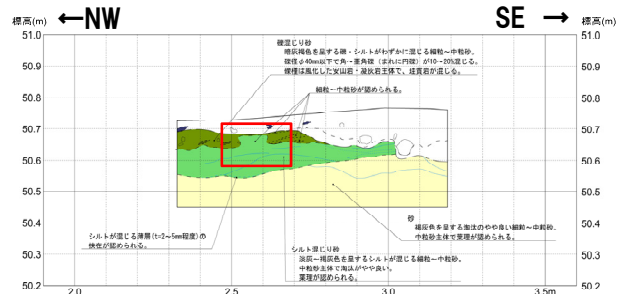 標高(m)
←NW
SE →
標高(m)
51.0
50.9
50.8
50.7
50.6
50.5
50.4
50.3
50.2
礫混じり砂
暗灰褐色を呈する礫・シルトがわずかに混じる細粒～中粒砂。
礫径φ40mm以下で角～亜角礫（まれに円礫）が10～20%混じる。
礫種は風化した安山岩・凝灰岩主体で、珪質岩が混じる。
細粒～中粒砂が認められる。
シルトが混じる薄層(t=2～5mm程度)の
挟在が認められる。
シルト混じり砂
淡灰～褐灰色を呈するシルトが混じる細粒～中粒砂。
中粒砂主体で淘汰がやや良い。
葉理が認められる。
砂
褐灰色を呈する淘汰のやや良い細粒～中粒砂。
中粒砂主体で葉理が認められる。
51.0
50.9
50.8
50.7
50.6
50.5
50.4
50.3
50.2
2.0
2.5
3.0
3.5m